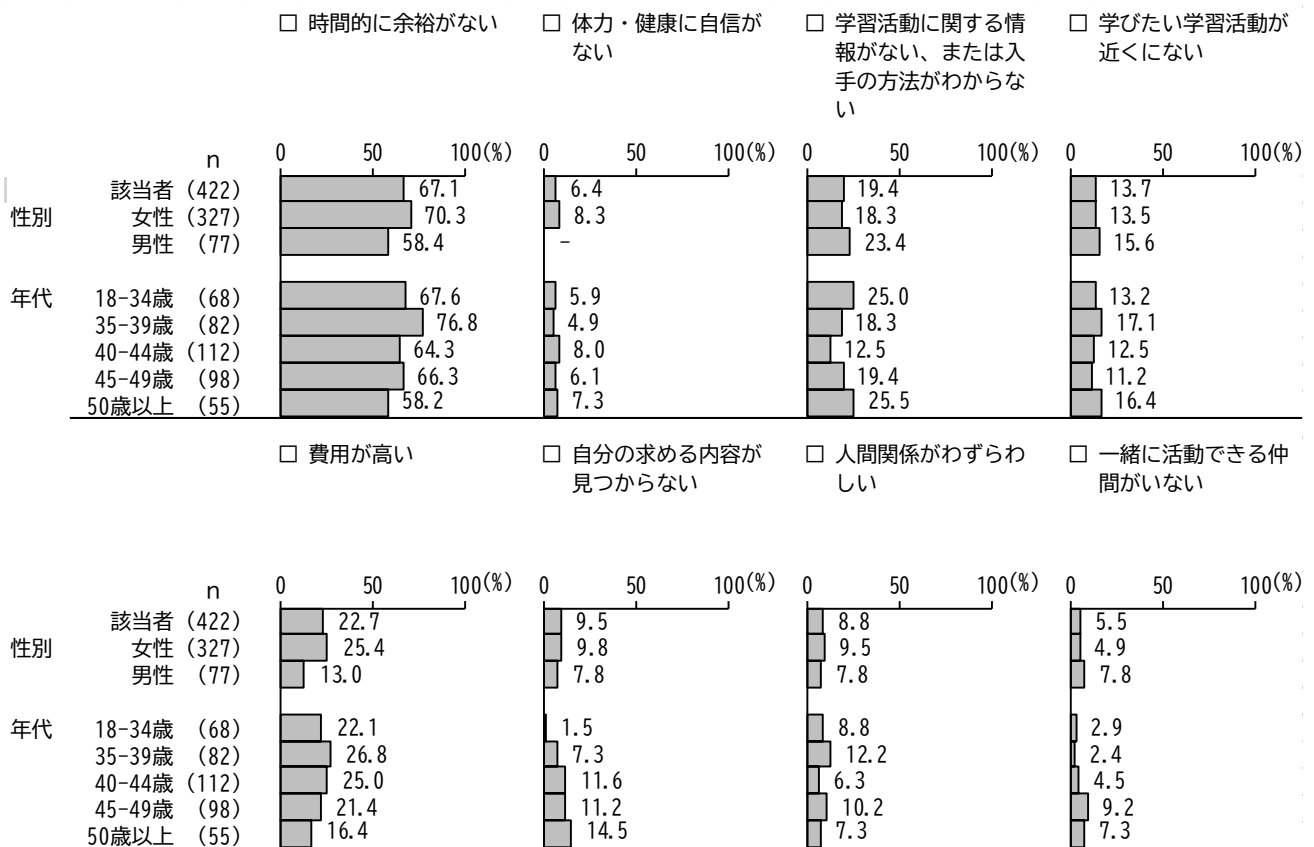 □ 時間的に余裕がない □ 体力・健康に自信が □ 学習活動に関する情 □ 学びたい学習活動が
ない 報がない、または入 近くにない
手の方法がわからな
い
n 0 50 100(%) 0 50 100(%) 0 50 100(%) 0 50 100(%)
該当者 (422) 67.1 6.4 19.4 13.7
性別 女性 (327) 70.3 8.3 18.3 13.5
男性 (77) 58.4 - 23.4 15.6
年代 18-34歳 (68) 67.6 5.9 25.0 13.2
35-39歳 (82) 76.8 4.9 18.3 17.1
40-44歳 (112) 64.3 8.0 12.5 12.5
45-49歳 (98) 66.3 6.1 19.4 11.2
50歳以上 (55) 58.2 7.3 25.5 16.4
□ 費用が高い □ 自分の求める内容が □ 人間関係がわずらわ □ 一緒に活動できる仲
見つからない しい 間がいない
n 0 50 100(%) 0 50 100(%) 0 50 100(%) 0 50 100(%)
該当者 (422) 22.7 9.5 8.8 5.5
性別 女性 (327) 25.4 9.8 9.5 4.9
男性 (77) 13.0 7.8 7.8 7.8
年代 18-34歳 (68) 22.1 1.5 8.8 2.9
35-39歳 (82) 26.8 7.3 12.2 2.4
40-44歳 (112) 25.0 11.6 6.3 4.5
45-49歳 (98) 21.4 11.2 10.2 9.2
50歳以上 (55) 16.4 14.5 7.3 7.3